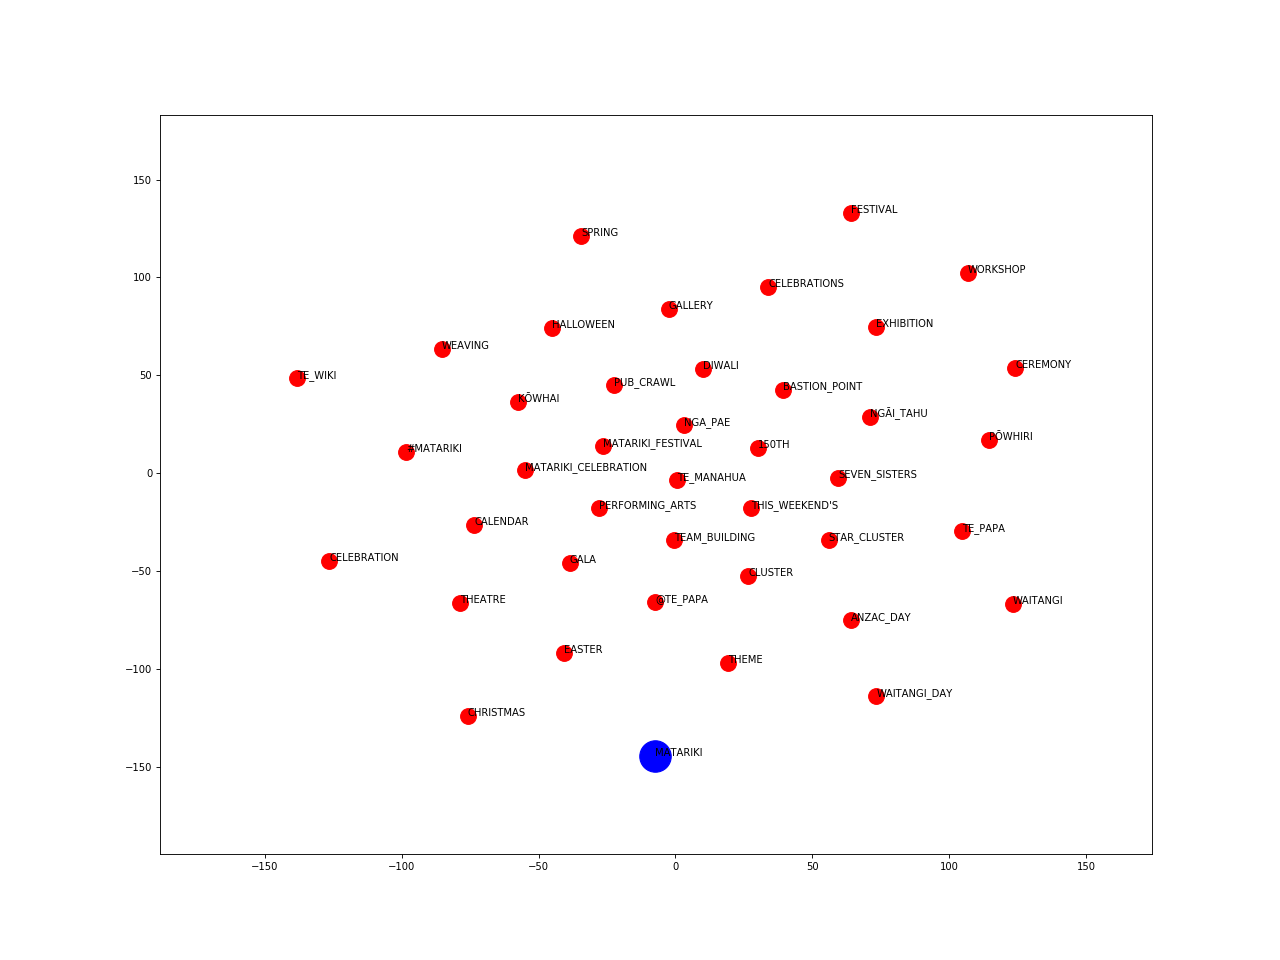 FESTIVAL
SPRING
WORKSHOP
CELEBRATIONS
GALLERY
HALLOWEEN
EXHIBITION
WEAVING
DIWALI
CEREMONY
TE_WIKI
PUB_CRAWL
BASTION_POINT
KŌWHAI
NGĀI_TAHU
NGA_PAE
PŌWHIRI
MATARIKI_FESTIVAL
150TH
#MATARIKI
MATARIKI_CELEBRATION
SEVEN_SISTERS
TE_MANAHUA
PERFORMING_ARTS
THIS_WEEKEND'S
CALENDAR
TE_PAPA
TEAM_BUILDING
STAR_CLUSTER
CELEBRATION
GALA
CLUSTER
THEATRE
@TE_PAPA
WAITANGI
ANZAC_DAY
EASTER
THEME
WAITANGI_DAY
CHRISTMAS
MATARIKI
150
100
50
0
−50
−100
−150
−150
−100
−50
0
50
100
150